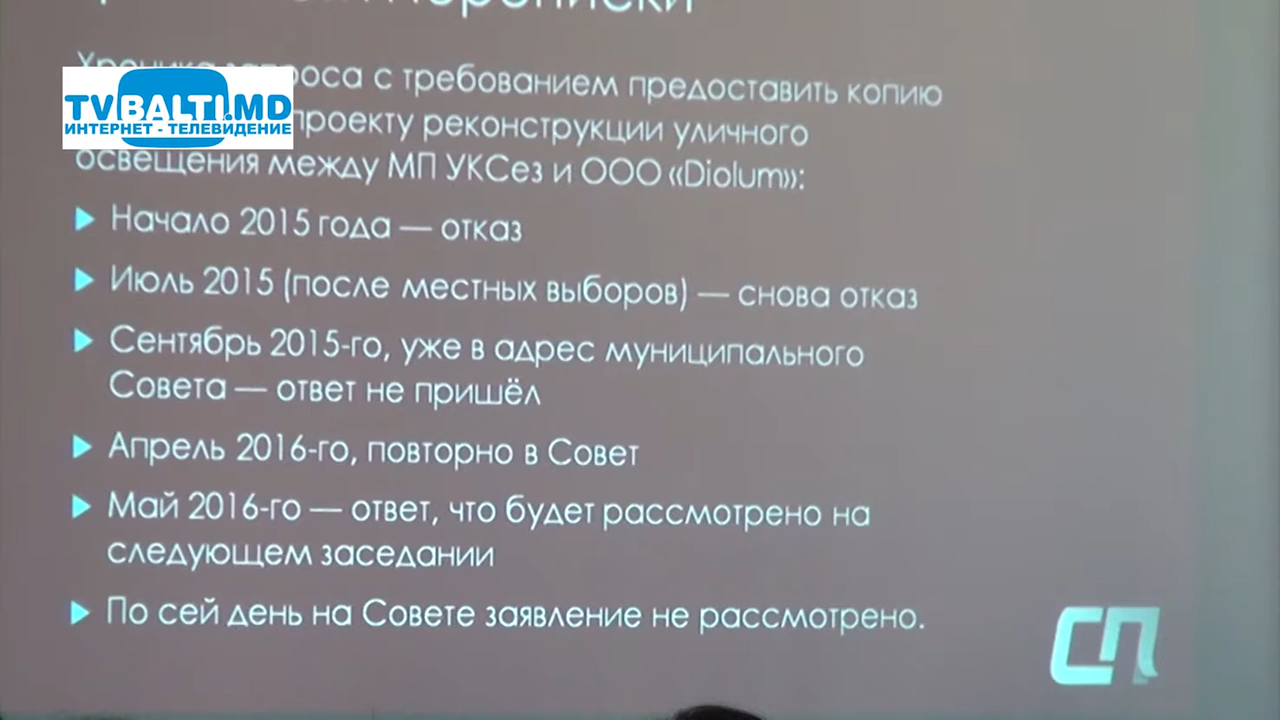 Хроника запроса с требованием предоставить копию
проекту реконструкции уличного
освещения между МП УКСез и ООО «Diolum»:
Начало 2015 года — отказ
Июль 2015 (после местных выборов) — снова отказ
Сентябрь 2015-го, уже в адрес муниципального
Совета — ответ не пришёл
Апрель 2016-го, повторно в Совет
Май 2016-го — ответ, что будет рассмотрено на
следующем заседании
По сей день на Совете заявление не рассмотрено.
TVBALTI.MD
ИНТЕРНЕТ - ТЕЛЕВИДЕНИЕ
СП